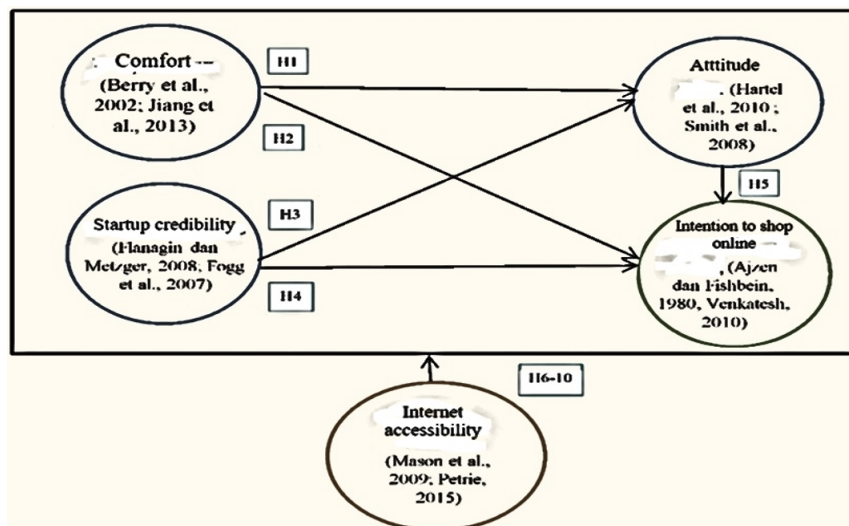 Comfort
(Berry et al.,
2002; Jiang et
al., 2013)
H1
H2
Atttitude
(Hartel
et al., 2010 ;
Smith et al.,
2008)
H5
Startup credibility
(Flanagin dan
Metzger, 2008; Fogg
et al., 2007)
H3
H4
Intention to shop
online
(Ajzen
dan Fishbein,
1980, Venkatesh,
2010)
H6-10
Internet
accessibility
(Mason et al.,
2009; Petrie,
2015)